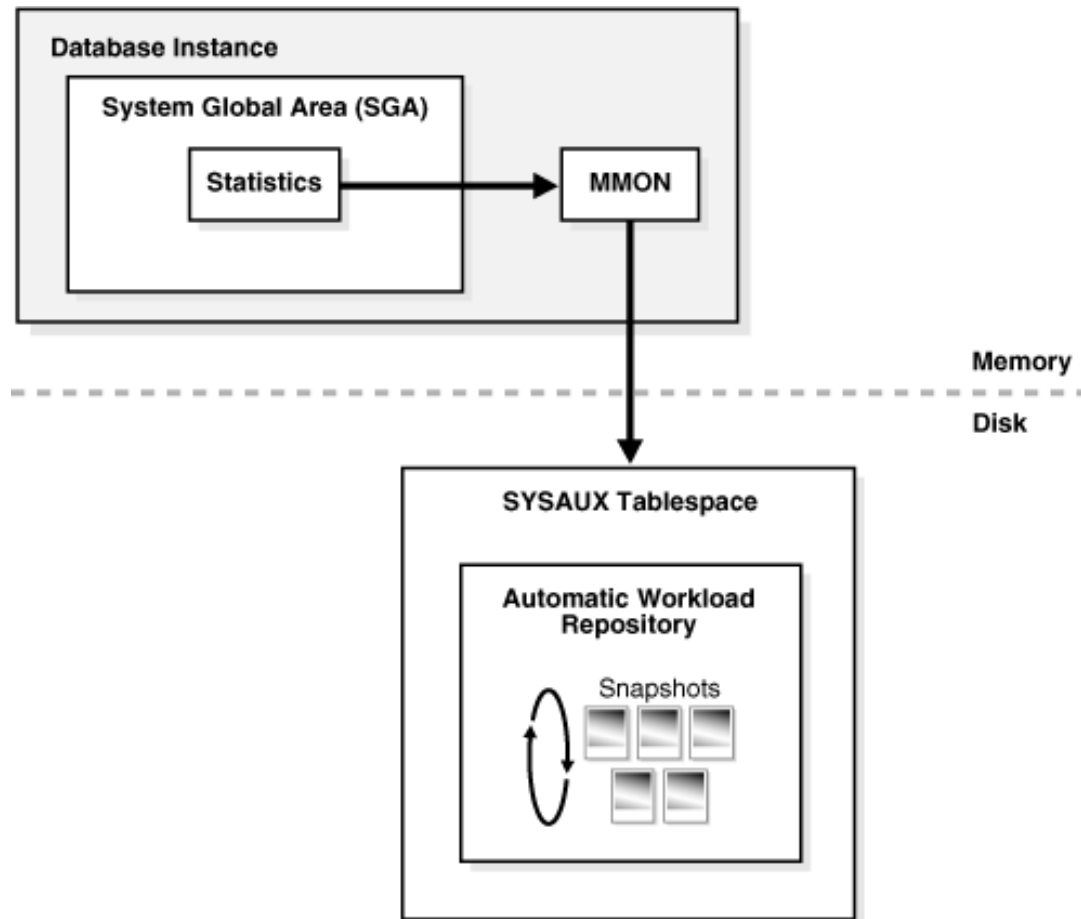 Database Instance
System Global Area (SGA)
Statistics
MMON
Memory
Disk
SYSAUX Tablespace
Automatic Workload
Repository
Snapshots